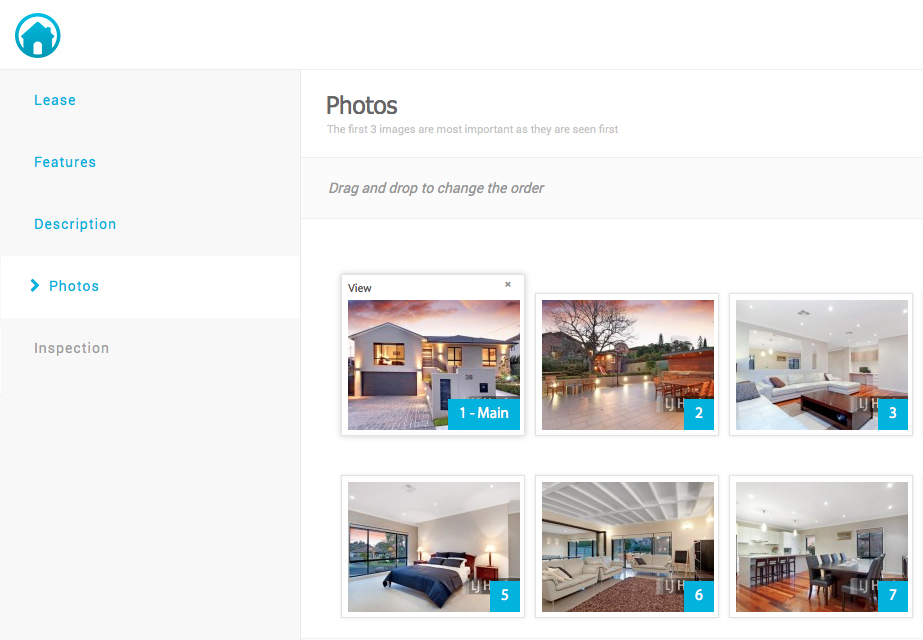 Lease
Features
Description
Photos
Inspection
Photos
The first 3 images are most important as they are seen first
Drag and drop to change the order
View ×
38
1 - Main
2
3
5
6
7